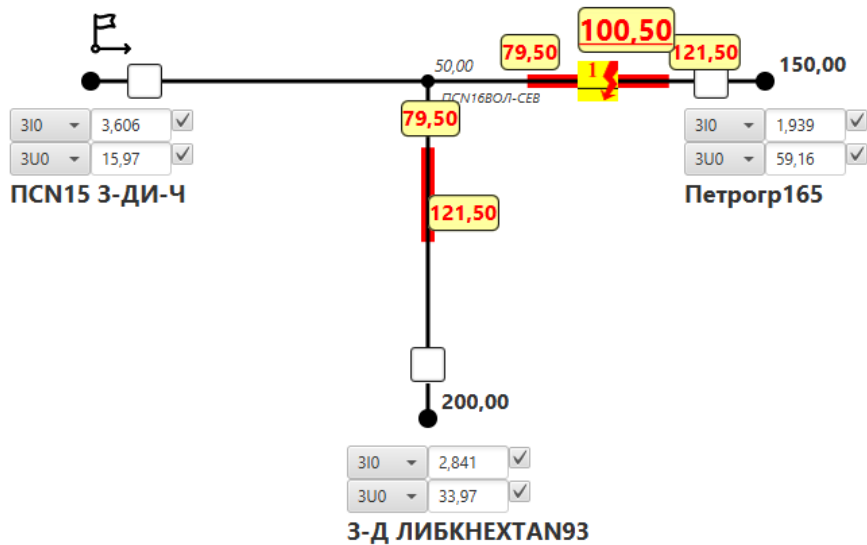 100,50
79,50
121,50
50,00
1
150,00
ПСN16ВОЛ-СЕВ
79,50
3I0 3,606
3U0 15,97
ПСN15 3-ДИ-Ч
3I0 1,939
3U0 59,16
Петрогр165
121,50
200,00
3I0 2,841
3U0 33,97
3-Д ЛИБКНЕХТАN93